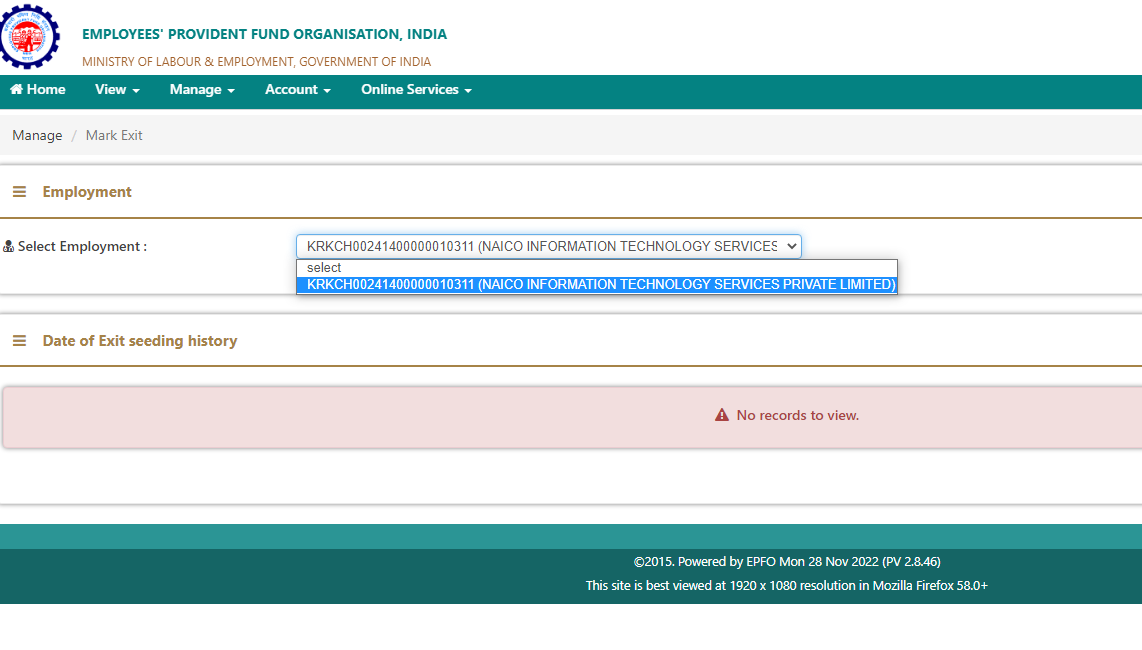 EMPLOYEES' PROVIDENT FUND ORGANISATION, INDIA
MINISTRY OF LABOUR & EMPLOYMENT, GOVERNMENT OF INDIA
Home View Manage Account Online Services
Manage / Mark Exit
Employment
Select Employment : KRKCH00241400000010311 (NAICO INFORMATION TECHNOLOGY SERVICES
select
KRKCH00241400000010311 (NAICO INFORMATION TECHNOLOGY SERVICES PRIVATE LIMITED)
Date of Exit seeding history
No records to view.
©2015. Powered by EPFO Mon 28 Nov 2022 (PV 2.8.46)
This site is best viewed at 1920 x 1080 resolution in Mozilla Firefox 58.0+